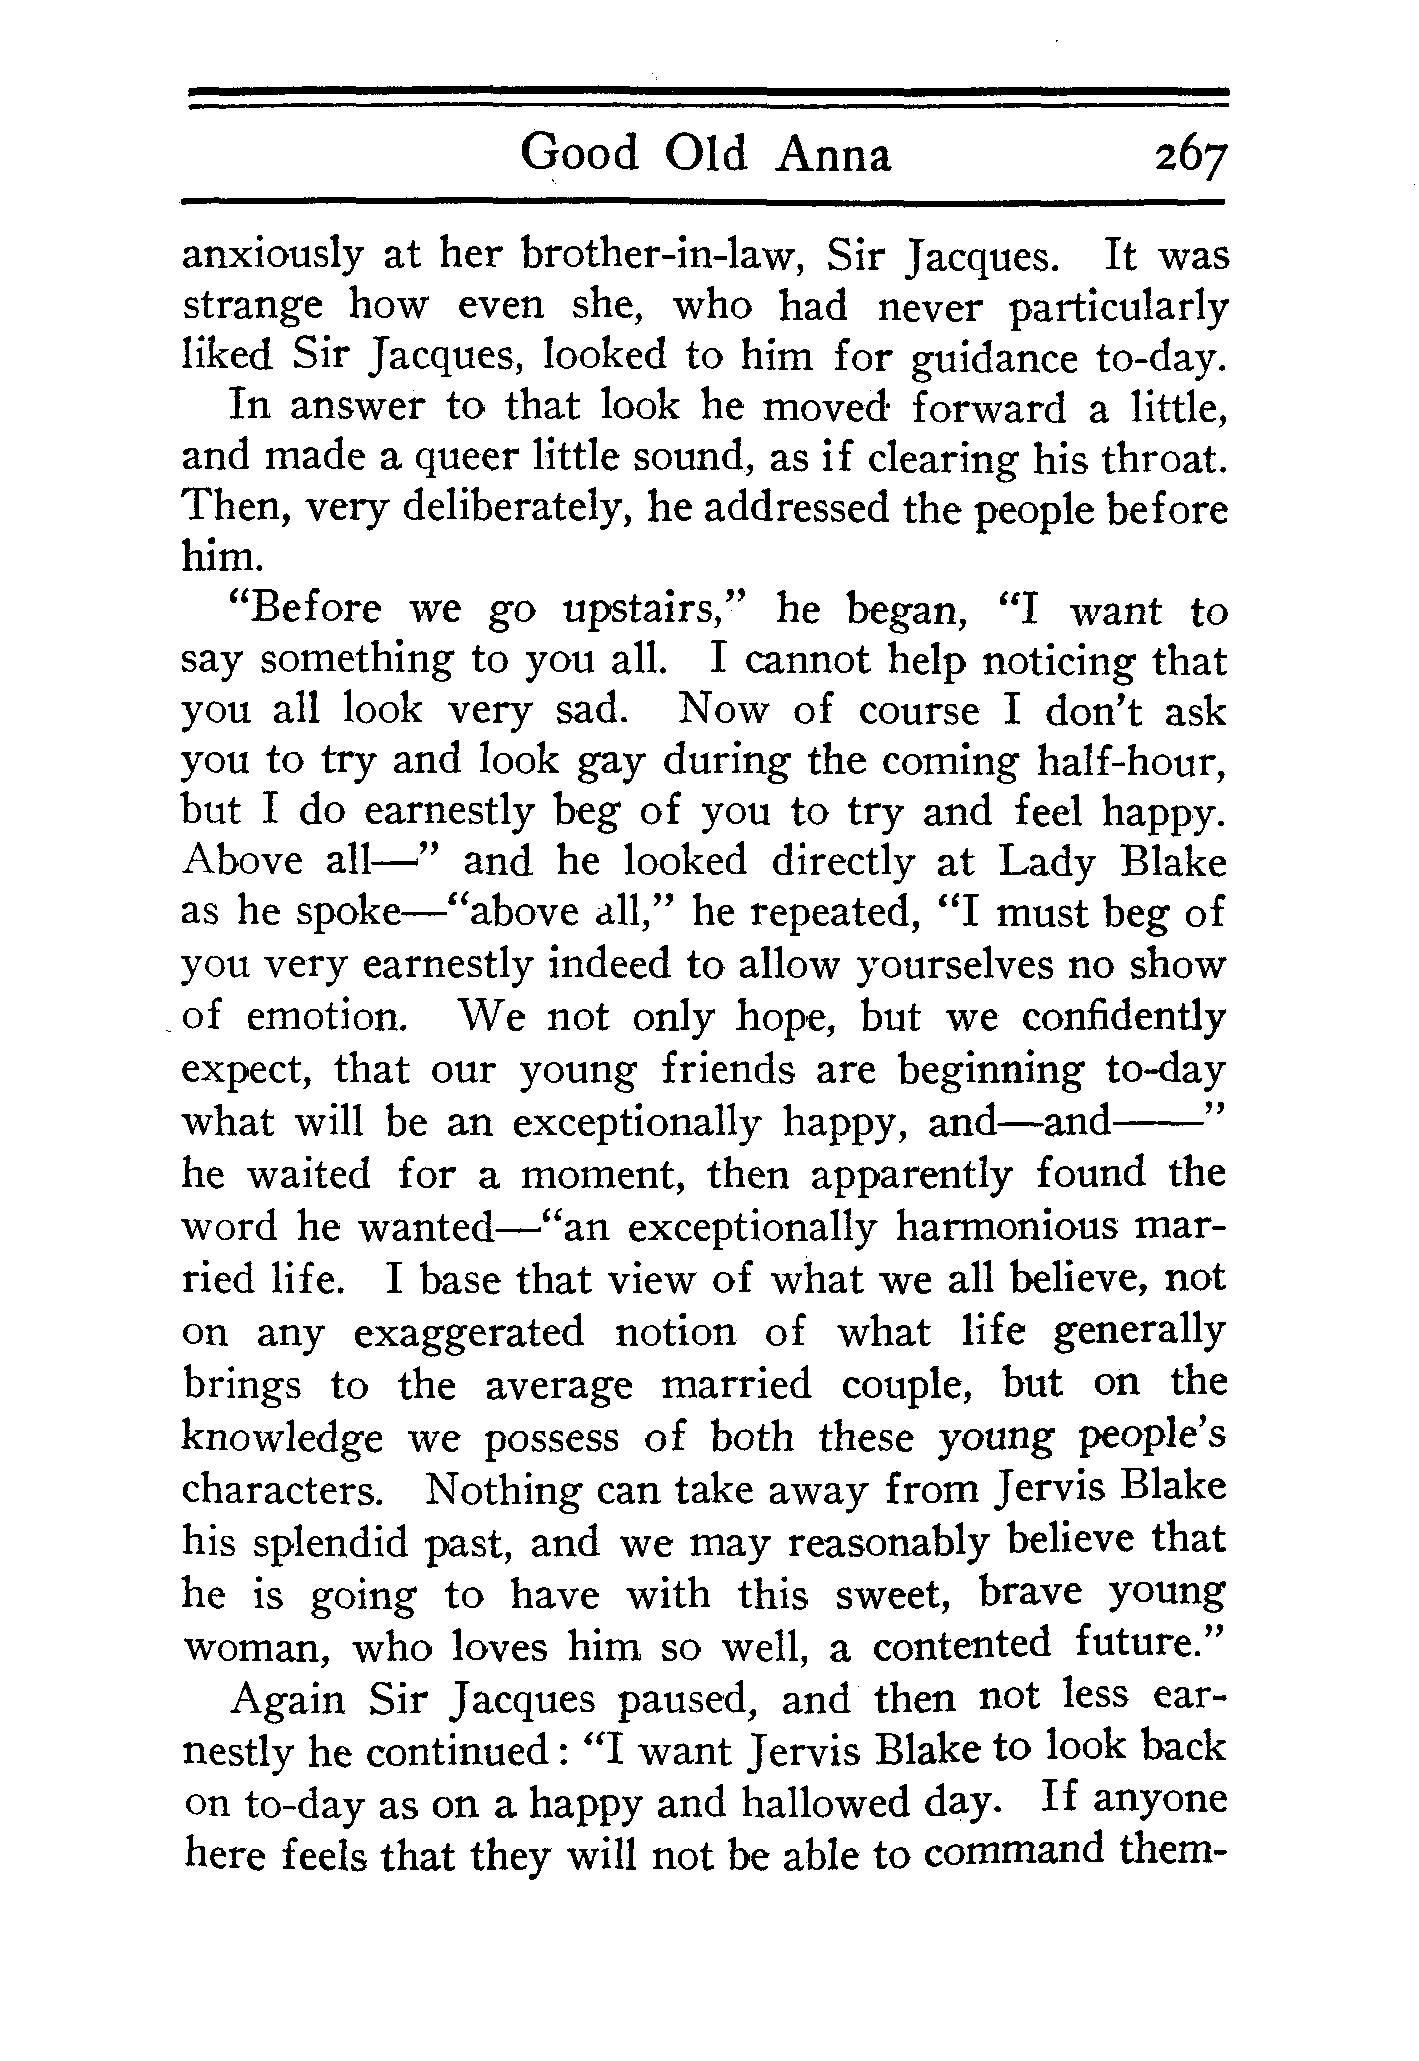 Good Old Anna 267
anxiously at her brother-in-law, Sir Jacques. It was
strange how even she, who had never particularly
liked Sir Jacques, looked to him for guidance to-day.
In answer to that look he moved forward a little,
and made a queer little sound, as if clearing his throat.
Then, very deliberately, he addressed the people before
him.
“Before we go upstairs,” he began, “I want to
say something to you all. I cannot help noticing that
you all look very sad. Now of course I don't ask
you to try and look gay during the coming half-hour,
but I do earnestly beg of you to try and feel happy.
Above all—” and he looked directly at Lady Blake
as he spoke—“above all,” he repeated, “I must beg of
you very earnestly indeed to allow yourselves no show
of emotion. We not only hope, but we confidently
expect, that our young friends are beginning to-day
what will be an exceptionally happy, and—and——”
he waited for a moment, then apparently found the
word he wanted—“an exceptionally harmonious mar-
ried life. I base that view of what we all believe, not
on any exaggerated notion of what life generally
brings to the average married couple, but on the
knowledge we possess of both these young people's
characters. Nothing can take away from Jervis Blake
his splendid past, and we may reasonably believe that
he is going to have with this sweet, brave young
woman, who loves him so well, a contented future.”
Again Sir Jacques paused, and then not less ear-
nestly he continued: “I want Jervis Blake to look back
on to-day as on a happy and hallowed day. If anyone
here feels that they will not be able to command them-